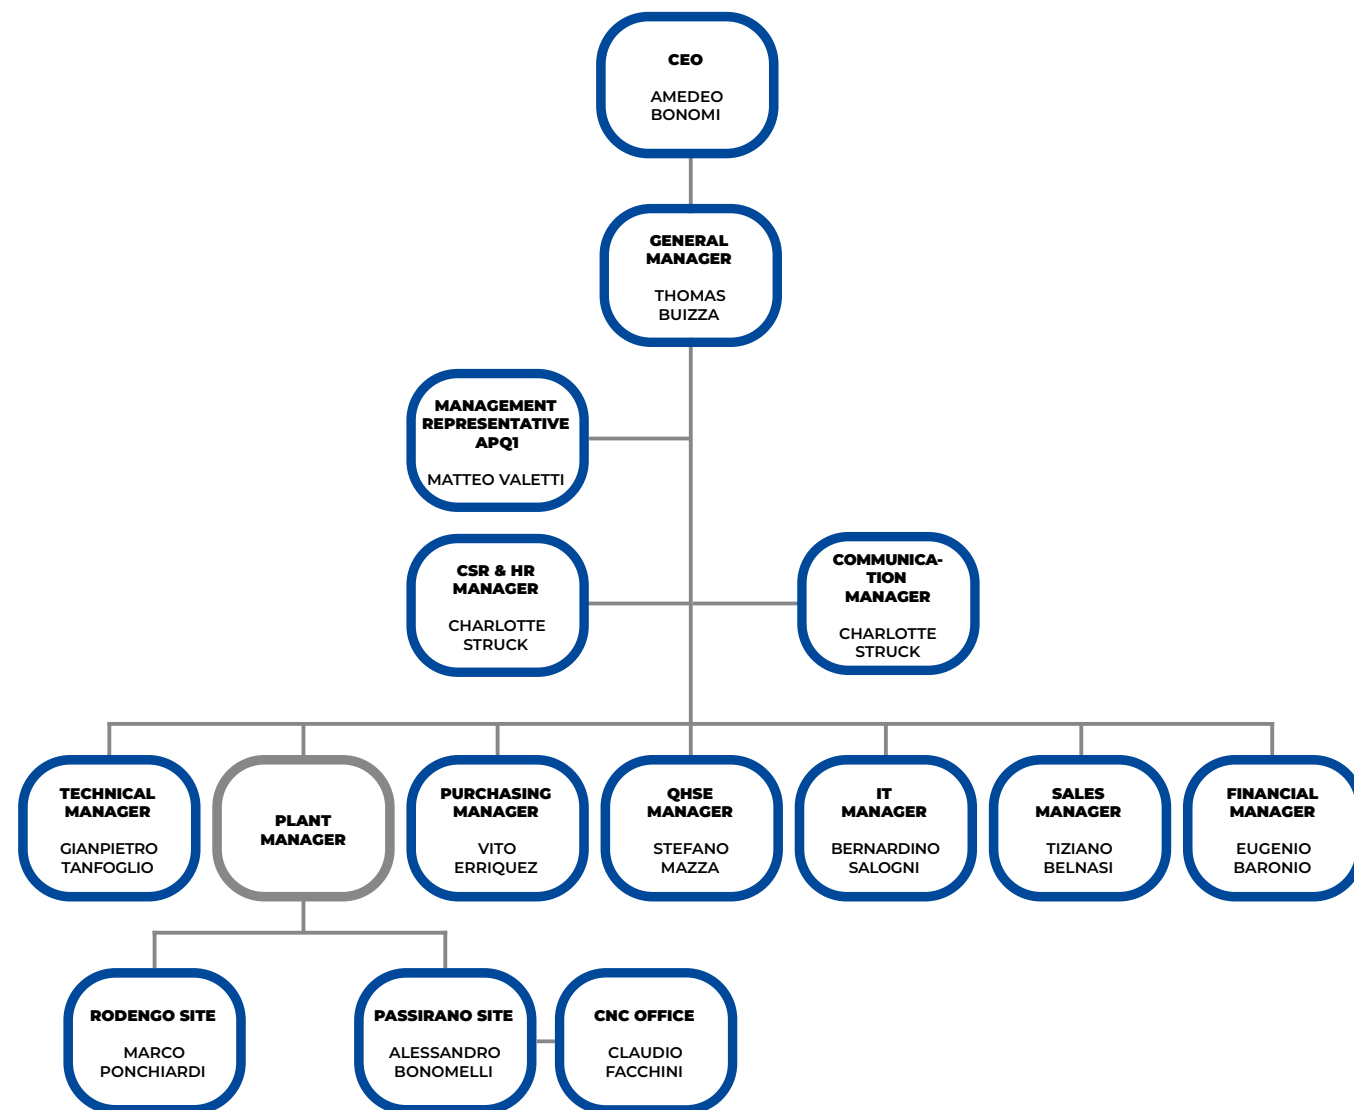 CEO
AMEDEO
BONOMI
GENERAL
MANAGER
THOMAS
BUIZZA
MANAGEMENT
REPRESENTATIVE
APQ1
MATTEO VALETTI
CSR & HR
MANAGER
CHARLOTTE
STRUCK
COMMUNICA-
TION
MANAGER
CHARLOTTE
STRUCK
TECHNICAL
MANAGER
GIANPIETRO
TANFOGLIO
PLANT
MANAGER
PURCHASING
MANAGER
VITO
ERRIQUEZ
QHSE
MANAGER
STEFANO
MAZZA
IT
MANAGER
BERNARDINO
SALOGNI
SALES
MANAGER
TIZIANO
BELNASI
FINANCIAL
MANAGER
EUGENIO
BARONIO
RODENGO SITE
MARCO
PONCHIARDI
PASSIRANO SITE
ALESSANDRO
BONOMELLI
CNC OFFICE
CLAUDIO
FACCHINI